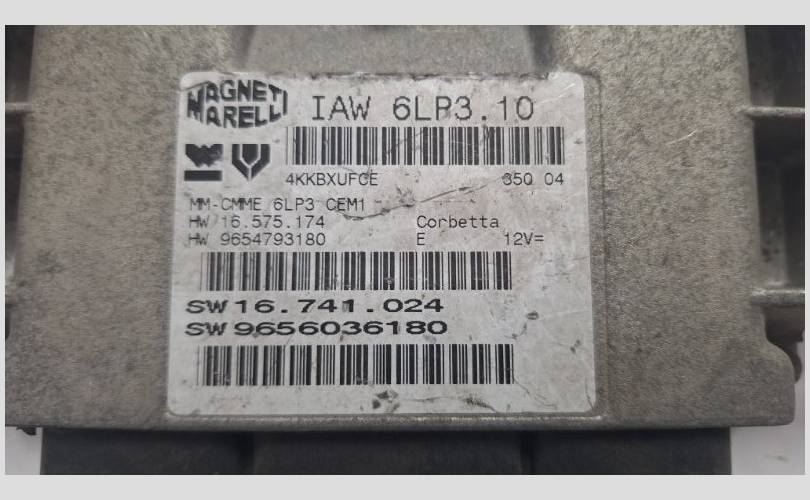 MAGNETI
MARELLI
IAW 6LP3.10
4KKBXUFCE 35Q 04
MM-CMME 6LP3 CEM1
HW 16.575.174 Corbetta
HW 9654793180 E 12V=
SW 16.741.024
SW 9656036180